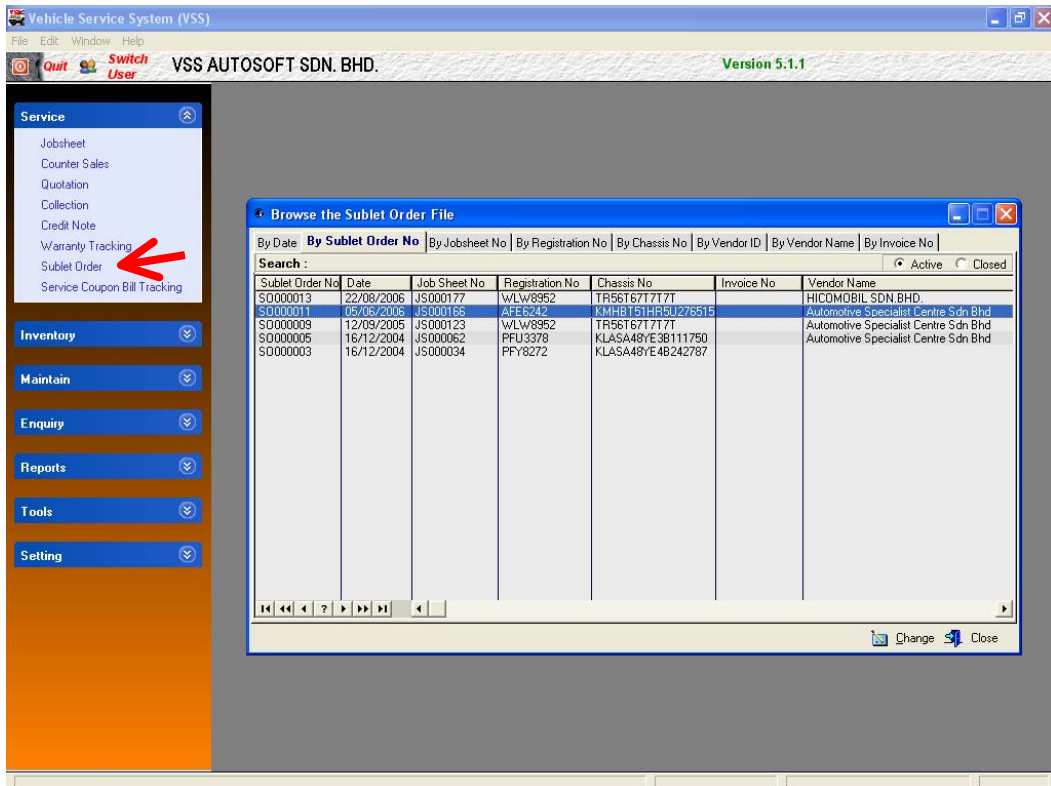 Vehicle Service System (VSS)
File Edit Window Help
Quit Switch User VSS AUTOSOFT SDN. BHD. Version 5.1.1
Service
Jobsheet
Counter Sales
Quotation
Collection
Credit Note
Warranty Tracking
Sublet Order
Service Coupon Bill Tracking
Inventory
Maintain
Enquiry
Reports
Tools
Setting
Browse the Sublet Order File
By Date By Sublet Order No By Jobsheet No By Registration No By Chassis No By Vendor ID By Vendor Name By Invoice No
Search : Active Closed
Sublet Order No Date Job Sheet No Registration No Chassis No Invoice No Vendor Name
SO000013 22/08/2006 JS000177 WLW8952 TR56T67T7T7T HICOMOBIL SDN.BHD.
SO000011 05/06/2006 JS000166 AFE6242 KMHBT51HR5U276515 Automotive Specialist Centre Sdn Bhd
SO000009 12/09/2005 JS000123 WLW8952 TR56T67T7T7T Automotive Specialist Centre Sdn Bhd
SO000005 16/12/2004 JS000062 PFU3378 KLASA48YE3B111750 Automotive Specialist Centre Sdn Bhd
SO000003 16/12/2004 JS000034 PFY8272 KLASA48YE4B242787
?
Change Close